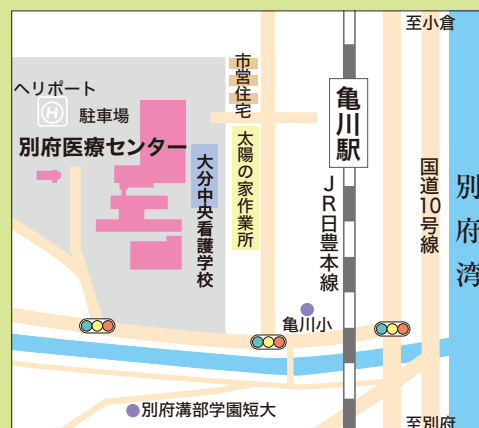 至小倉
ヘリポート
H
駐車場
別府医療センター
市営住宅
太陽の家作業所
大分中央看護学校
亀川駅
JR日豊本線
国道10号線
別府湾
亀川小
別府溝部学園短大
至別府